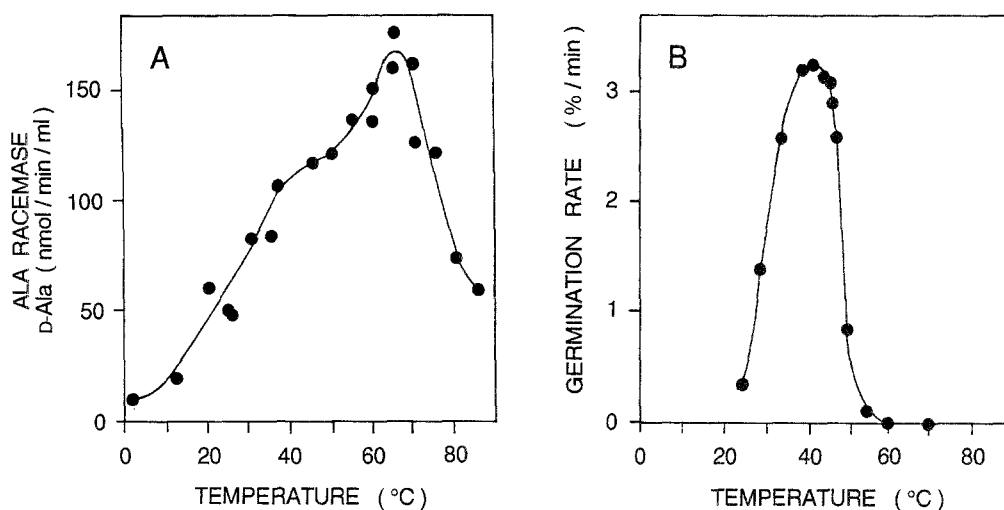 A
ALA RACEMASE
D-Ala ( nmol / min / ml )
150
100
50
0
0 20 40 60 80
TEMPERATURE ( °C )
B
GERMINATION RATE ( % / min )
3
2
1
0
0 20 40 60 80
TEMPERATURE ( °C )